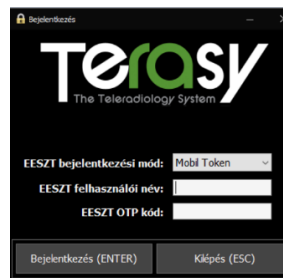 Bejelentkezés
Terasy
The Teleradiology System
EESZT bejelentkezési mód: Mobil Token
EESZT felhasználói név:
EESZT OTP kód:
Bejelentkezés (ENTER) Kilépés (ESC)